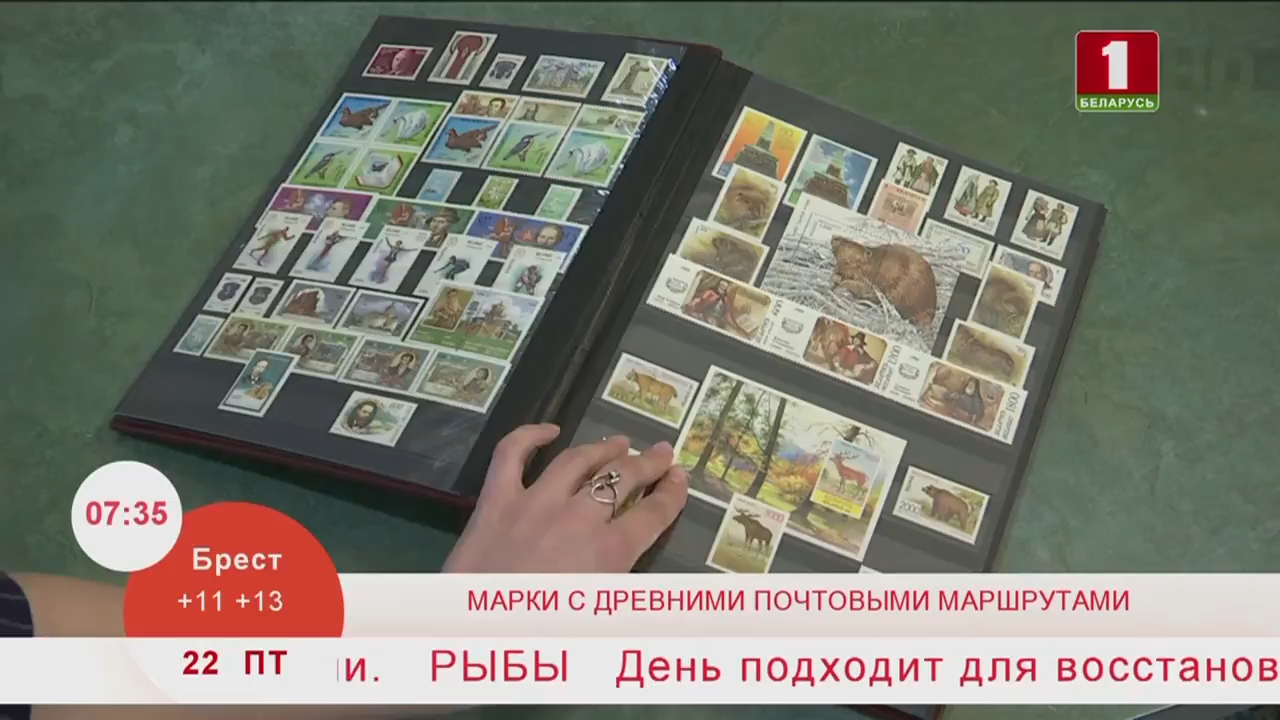 1
БЕЛАРУСЬ
07:35
Брест
+11 +13
МАРКИ С ДРЕВНИМИ ПОЧТОВЫМИ МАРШРУТАМИ
22 ПТ
и. РЫБЫ День подходит для восстанов